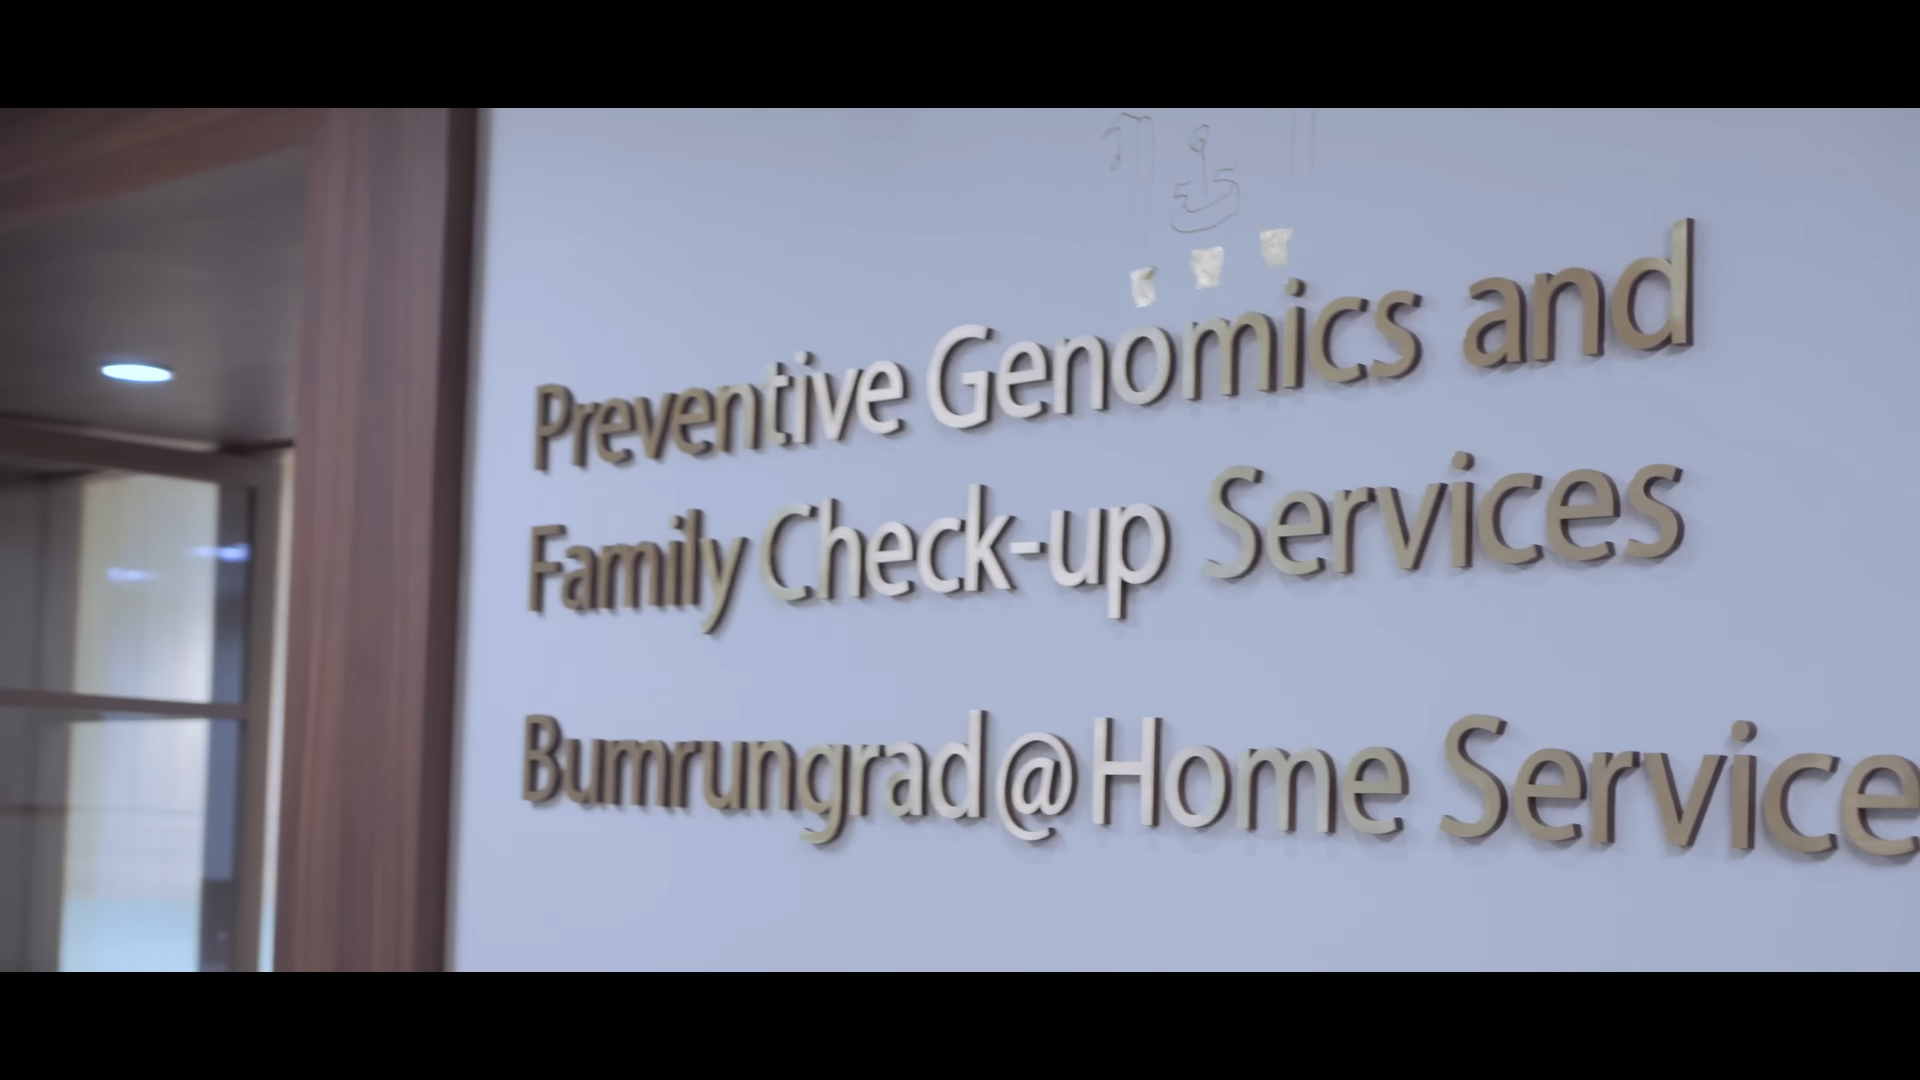 Preventive Genomics and
Family Check-up Services
Bumrungrad@Home Service